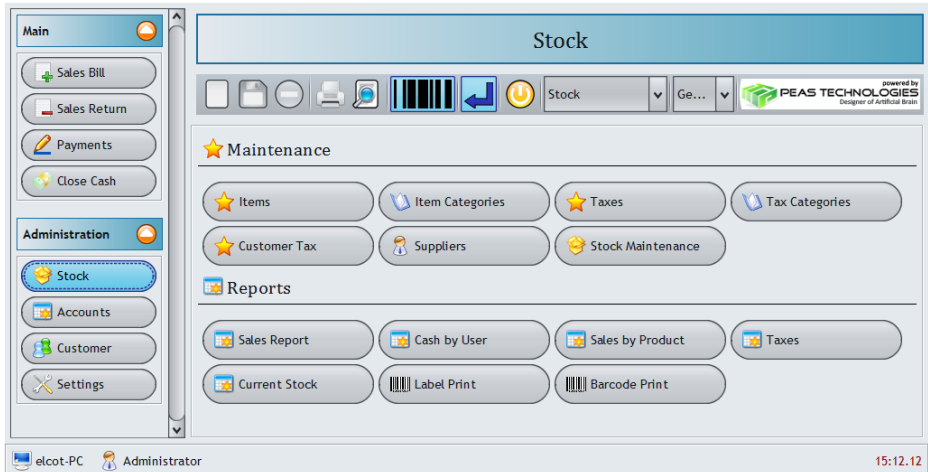 Main
Sales Bill
Sales Return
Payments
Close Cash
Administration
Stock
Accounts
Customer
Settings
Stock
Stock
Ge...
powered by
PEAS TECHNOLOGIES
Designer of Artificial Brain
Maintenance
Items
Item Categories
Taxes
Tax Categories
Customer Tax
Suppliers
Stock Maintenance
Reports
Sales Report
Cash by User
Sales by Product
Taxes
Current Stock
Label Print
Barcode Print
elcot-PC
Administrator
15:12.12